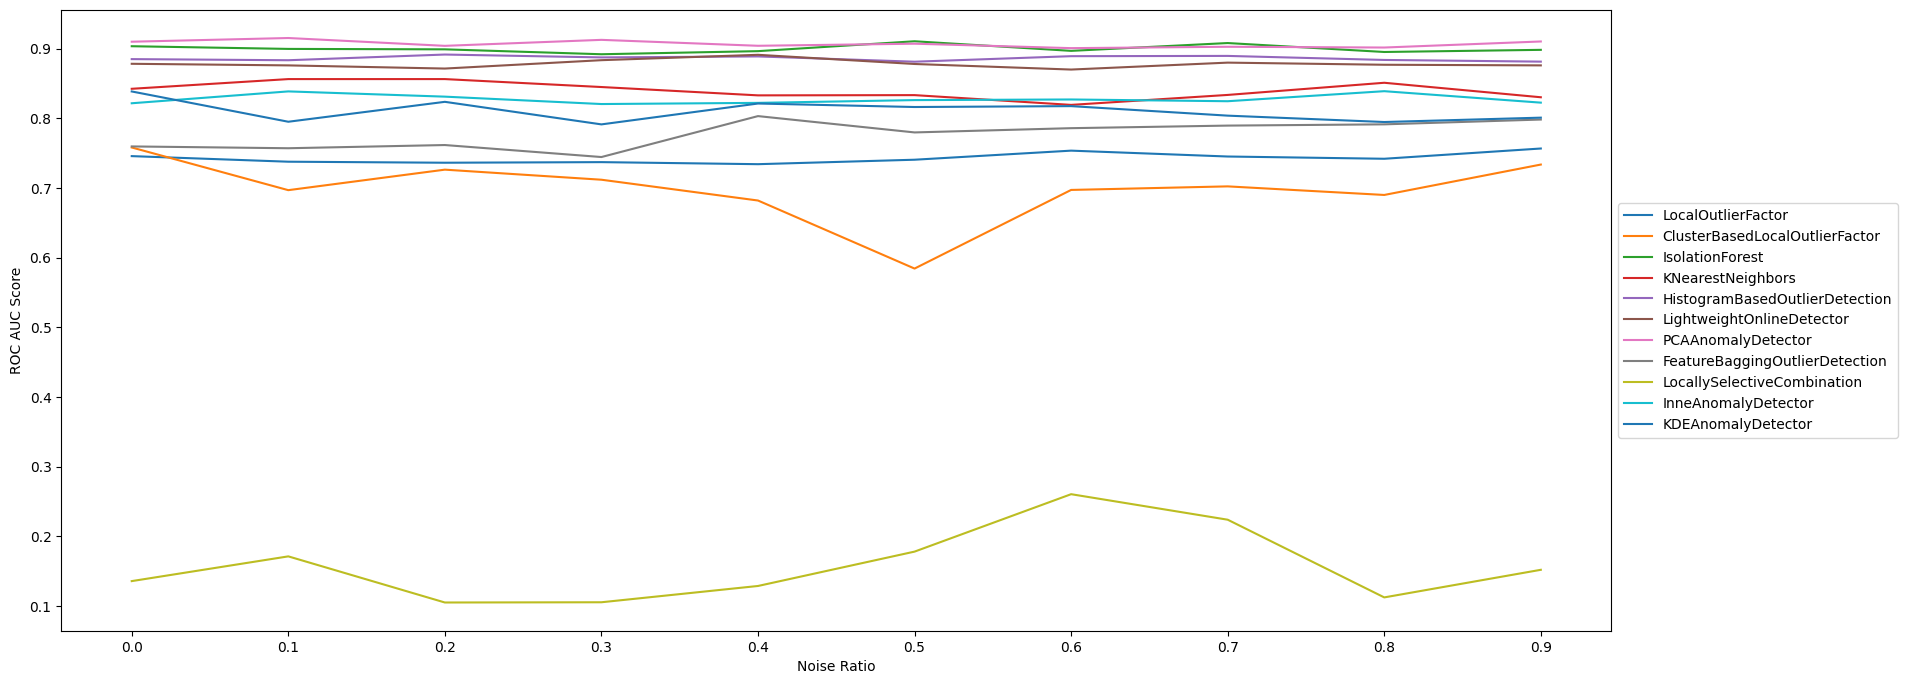 ROC AUC Score
0.9
0.8
0.7
0.6
0.5
0.4
0.3
0.2
0.1
0.0 0.1 0.2 0.3 0.4 0.5 0.6 0.7 0.8 0.9
Noise Ratio
LocalOutlierFactor
ClusterBasedLocalOutlierFactor
IsolationForest
KNearestNeighbors
HistogramBasedOutlierDetection
LightweightOnlineDetector
PCAAnomalyDetector
FeatureBaggingOutlierDetection
LocallySelectiveCombination
InneAnomalyDetector
KDEAnomalyDetector